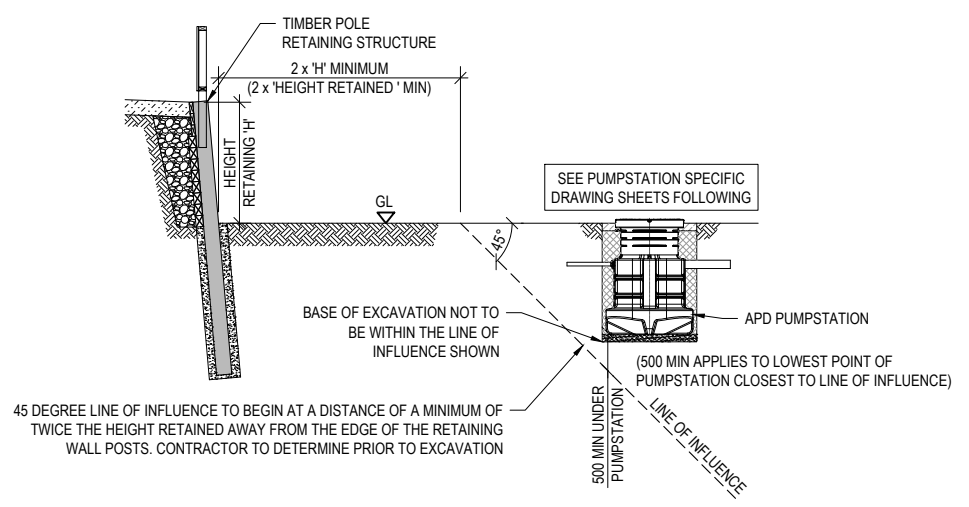 TIMBER POLE
RETAINING STRUCTURE
2 x 'H' MINIMUM
(2 x 'HEIGHT RETAINED ' MIN)
HEIGHT
RETAINING 'H'
SEE PUMPSTATION SPECIFIC
DRAWING SHEETS FOLLOWING
GL
45°
BASE OF EXCAVATION NOT TO
BE WITHIN THE LINE OF
INFLUENCE SHOWN
APD PUMPSTATION
(500 MIN APPLIES TO LOWEST POINT OF
PUMPSTATION CLOSEST TO LINE OF INFLUENCE)
45 DEGREE LINE OF INFLUENCE TO BEGIN AT A DISTANCE OF A MINIMUM OF
TWICE THE HEIGHT RETAINED AWAY FROM THE EDGE OF THE RETAINING
WALL POSTS. CONTRACTOR TO DETERMINE PRIOR TO EXCAVATION
500 MIN UNDER
PUMPSTATION
LINE OF INFLUENCE